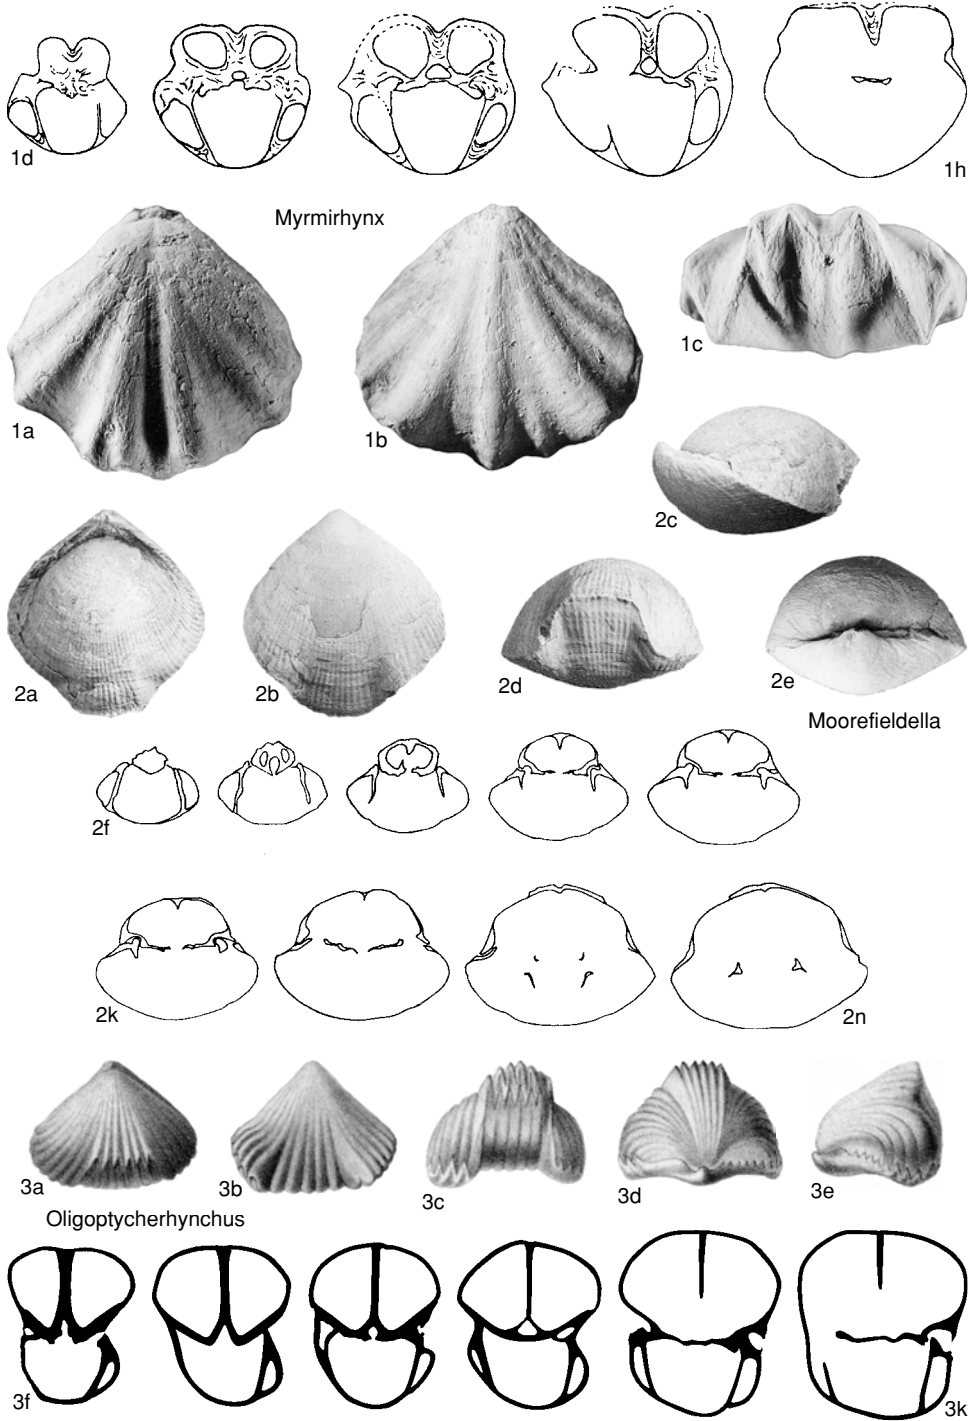 1d
1h
Myrmirhynx
1a
1b
1c
2c
2a
2b
2d
2e
Moorefieldella
2f
2k
2n
3a
3b
3c
3d
3e
Oligoptycherhynchus
3f
3k